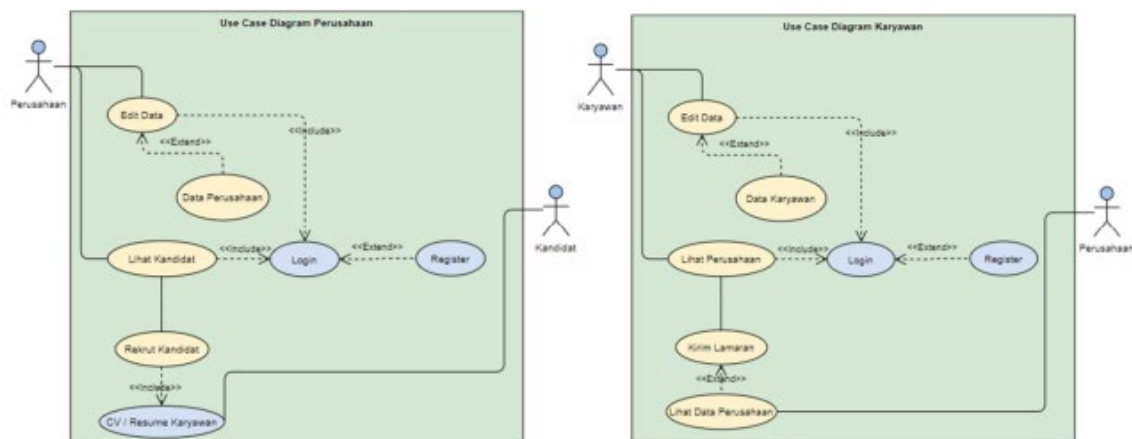 Use Case Diagram Perusahaan
Perusahaan
Edit Data
<<Include>>
<<Extend>>
Data Perusahaan
Kandidat
Lihat Kandidat
<<Include>>
Login
<<Extend>>
Register
Rekrut Kandidat
<<Include>>
CV / Resume Karyawan
Use Case Diagram Karyawan
Karyawan
Edit Data
<<Include>>
<<Extend>>
Data Karyawan
Perusahaan
Lihat Perusahaan
<<Include>>
Login
<<Extend>>
Register
Kirim Lamaran
<<Extend>>
Lihat Data Perusahaan